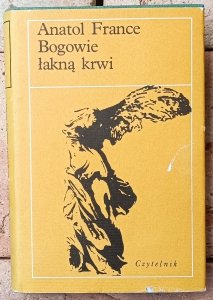 Anatol France
Bogowie
łakną krwi
Czytelnik